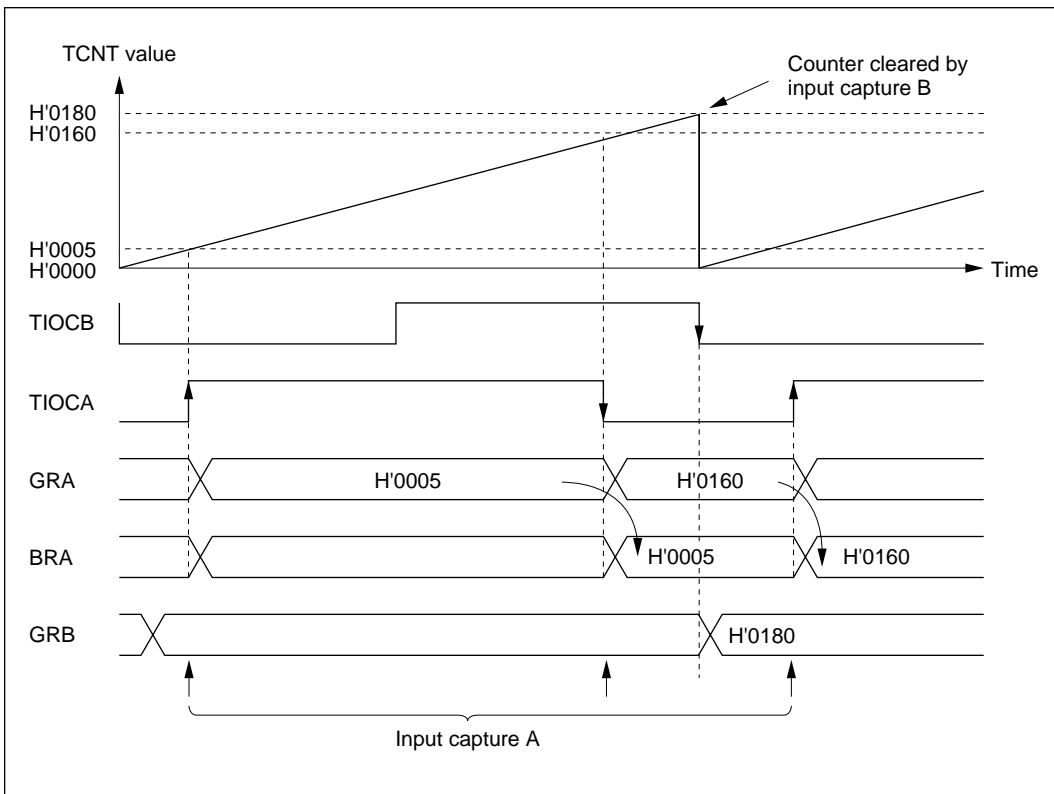 TCNT value
Counter cleared by
input capture B
H'0180
H'0160
H'0005
H'0000
Time
TIOCB
TIOCA
GRA
H'0005
H'0160
BRA
H'0005
H'0160
GRB
H'0180
Input capture A